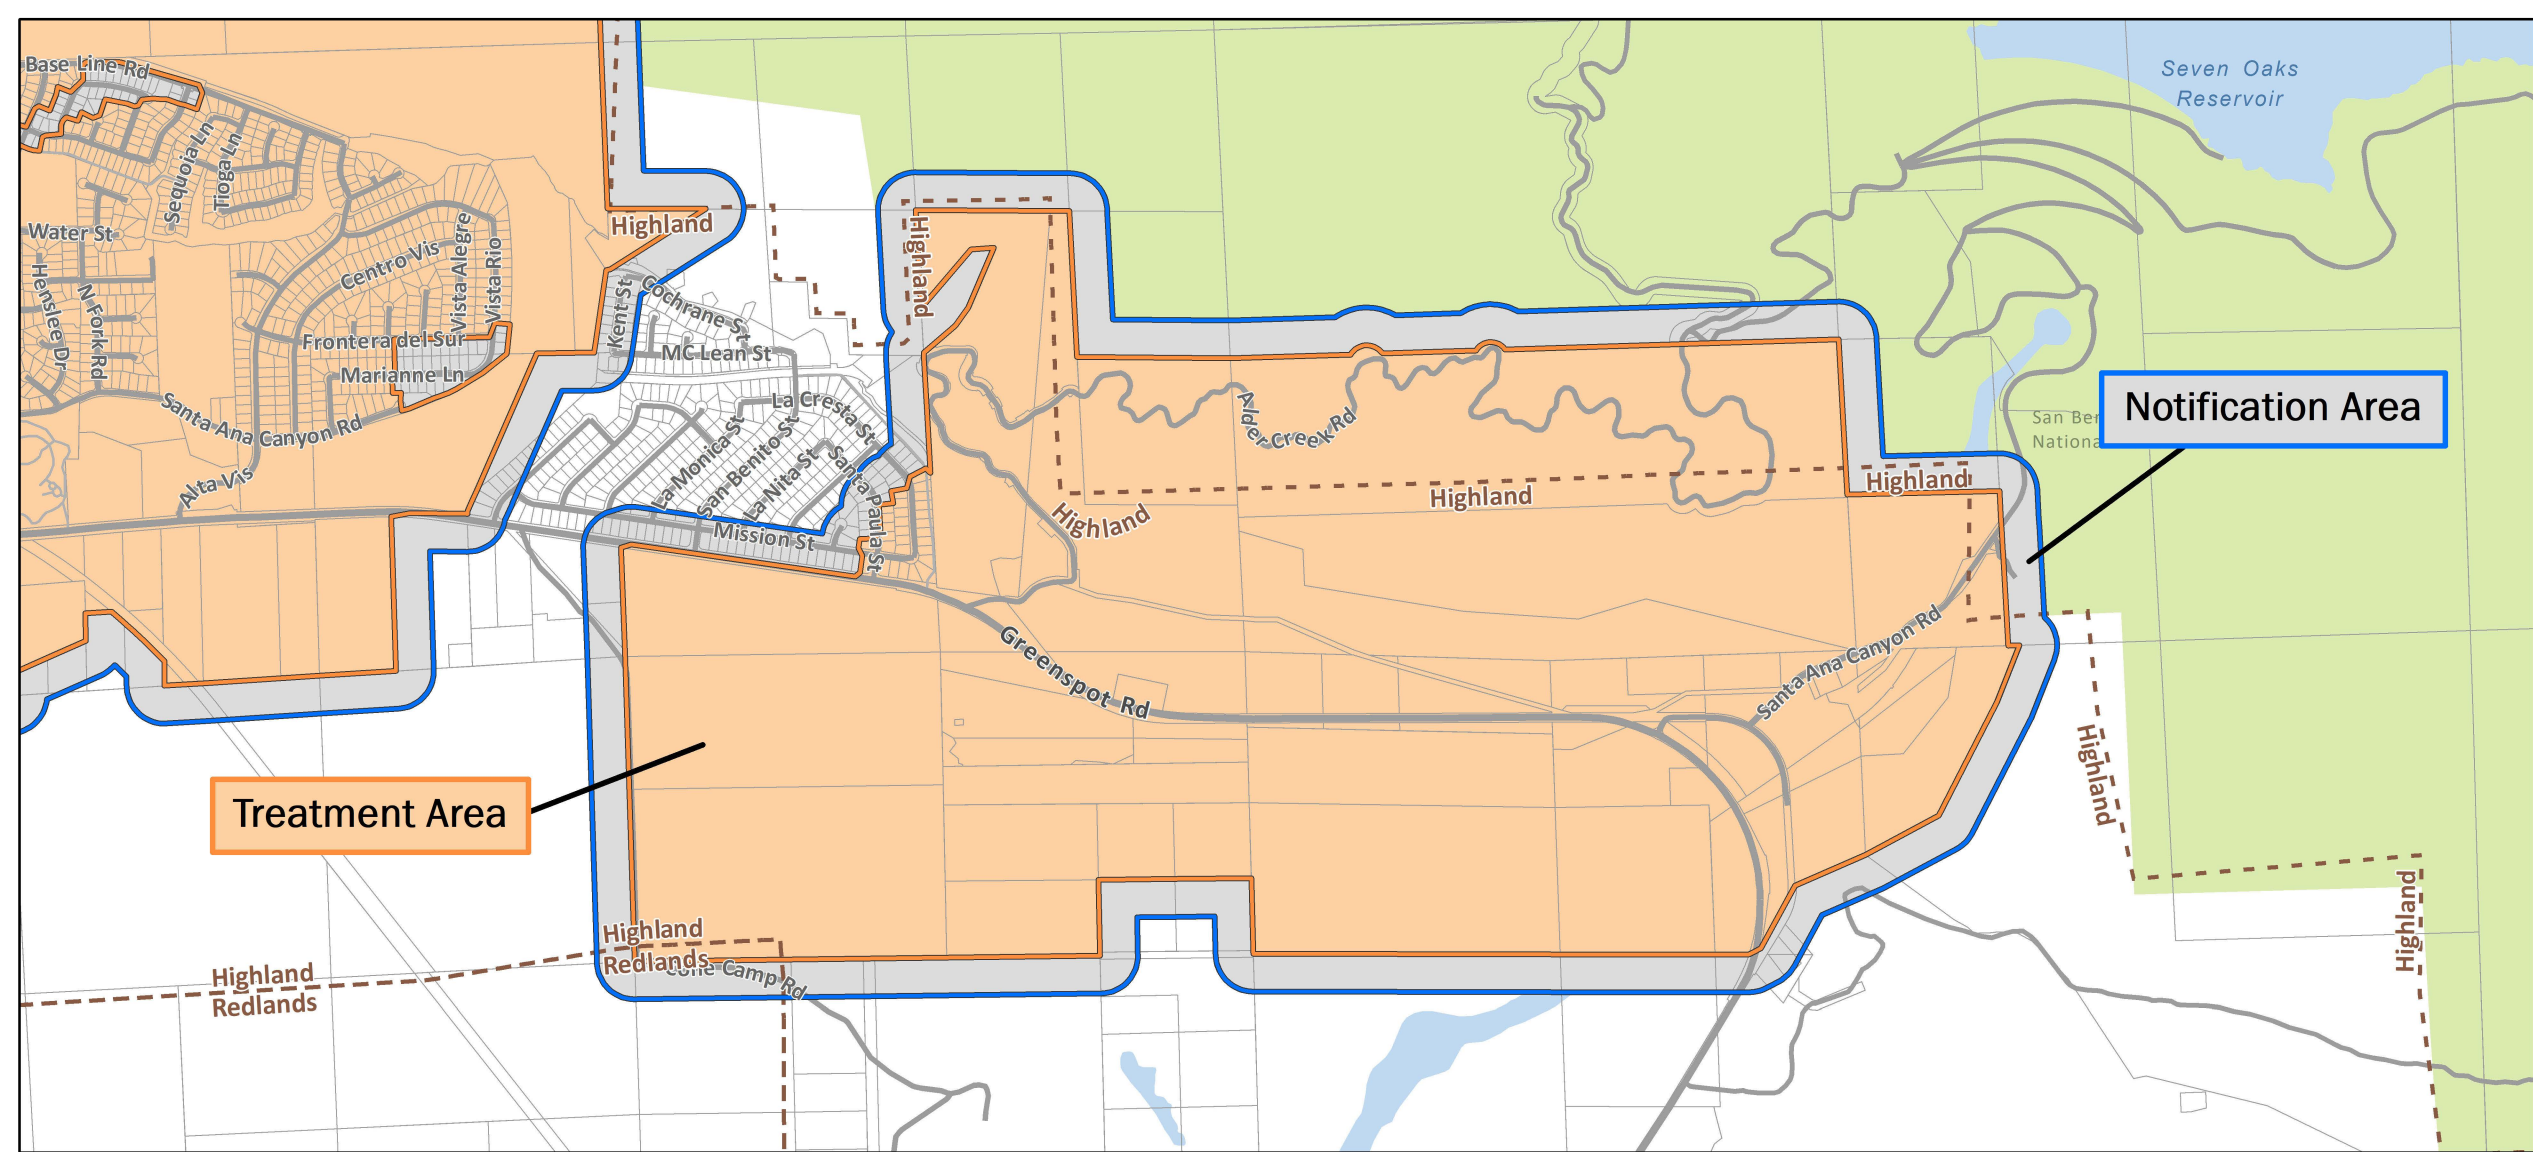 Base Line Rd
Seven Oaks
Reservoir
Sequoia Ln
Tioga Ln
Water St
Highland
Highland
Centro Vis
Vista Alegre
Vista Rio
Henslee Dr
N Fork Rd
Kent St
Cochrane St
Frontera del Sur
MC Lean St
Marianne Ln
Santa Ana Canyon Rd
La Cresta St
Alder Creek Rd
San Ber
Nationa
Notification Area
Alta Vis
La Monica St
San Benito St
La Nita St
Santa Paula St
Mission St
Highland
Highland
Highland
Greenspot Rd
Santa Ana Canyon Rd
Highland
Treatment Area
Highland
Highland
Redlands
Cone Camp Rd
Highland
Redlands